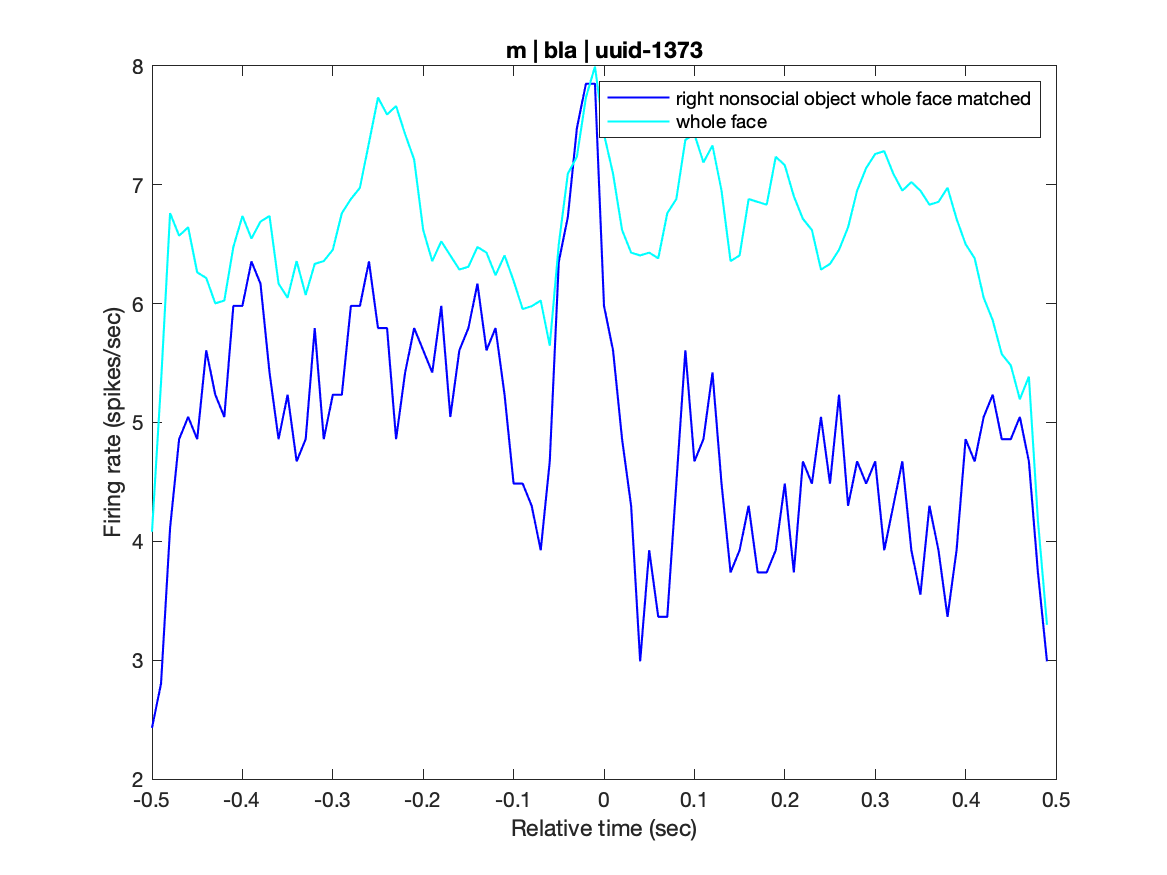 m | bla | uuid-1373
right nonsocial object whole face matched
whole face
Firing rate (spikes/sec)
8
7
6
5
4
3
2
-0.5 -0.4 -0.3 -0.2 -0.1 0 0.1 0.2 0.3 0.4 0.5
Relative time (sec)